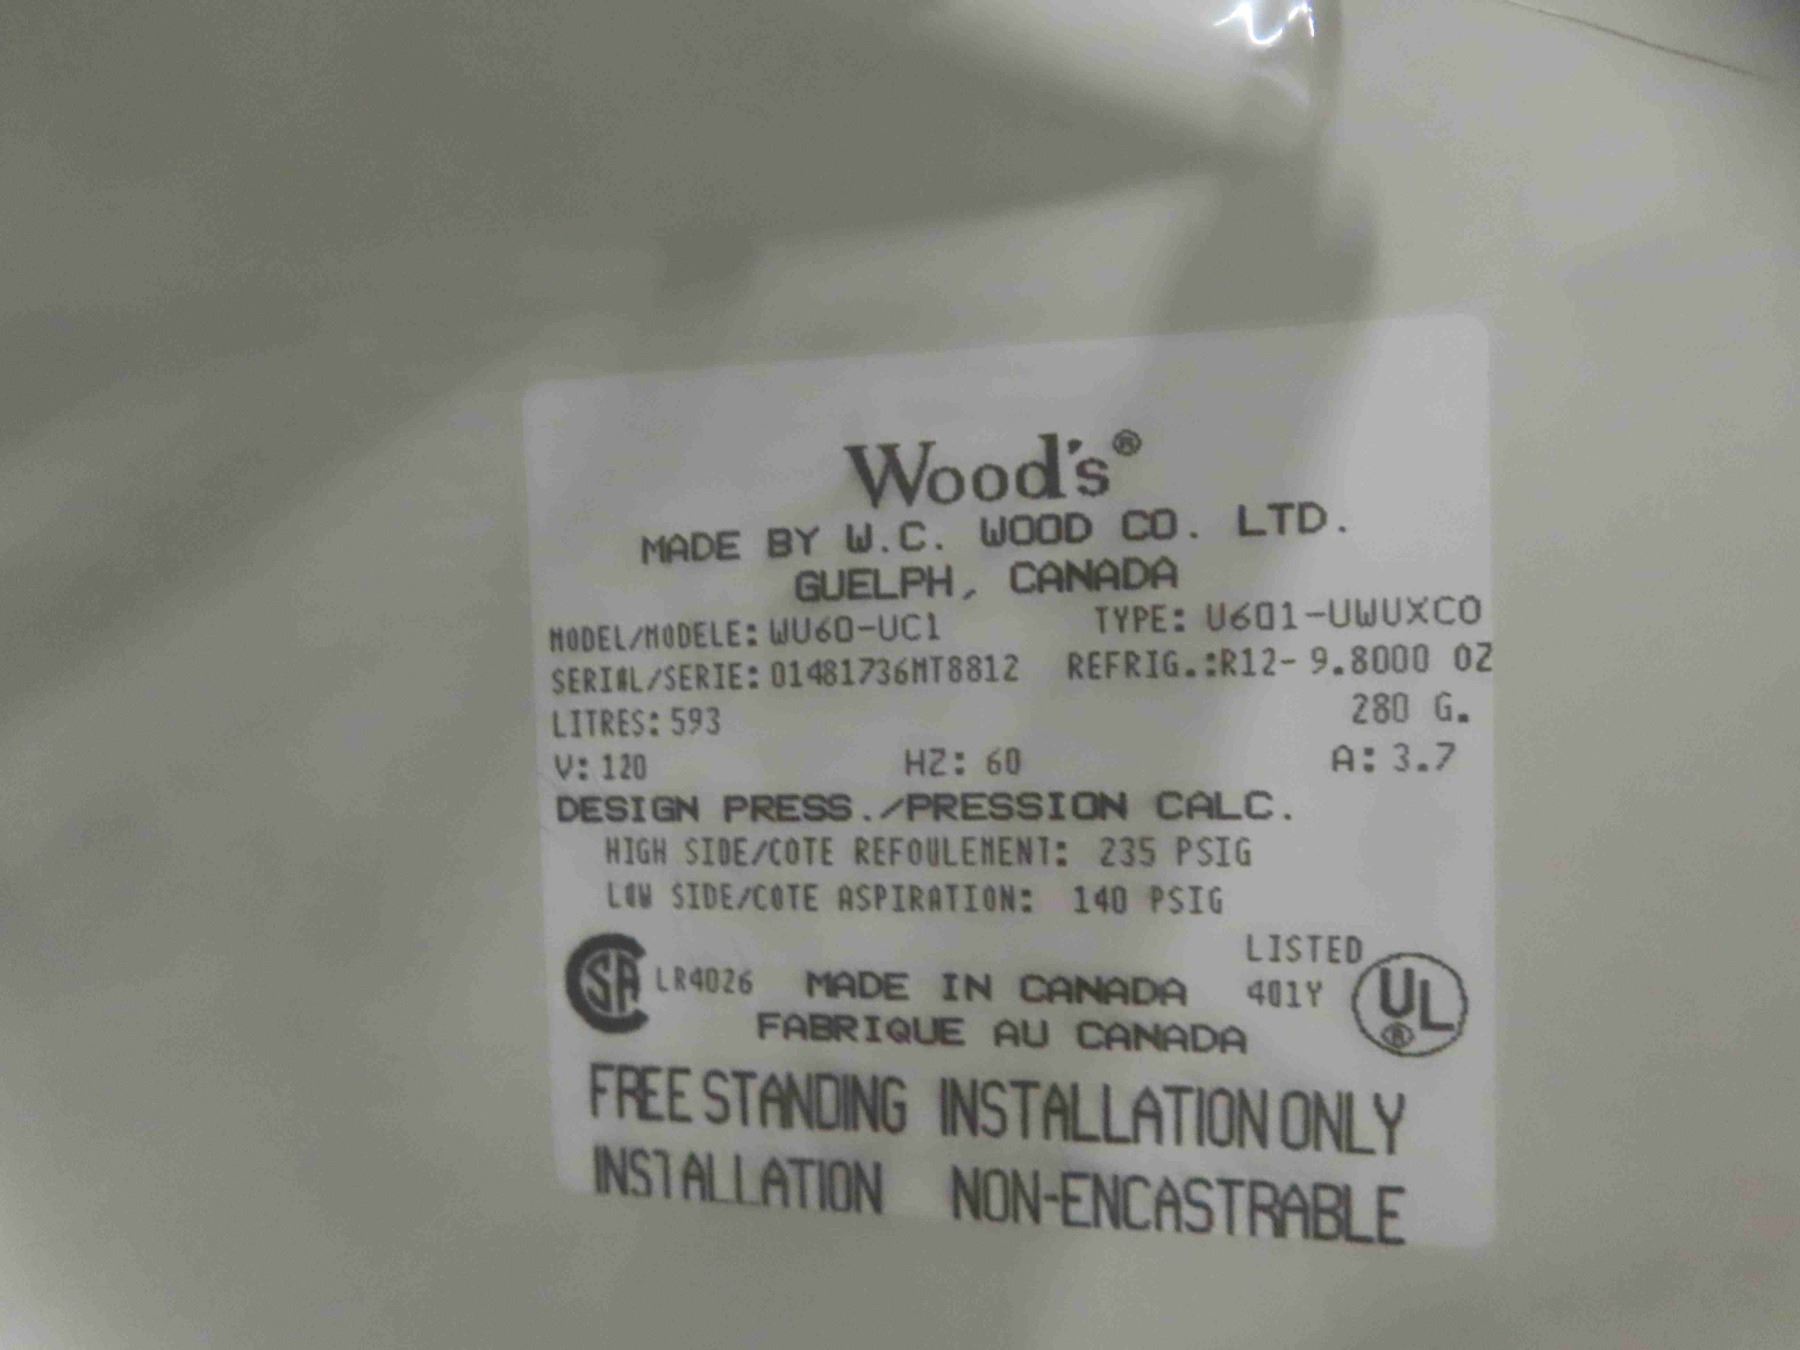 Wood's®
MADE BY W.C. WOOD CO. LTD.
GUELPH, CANADA
MODEL/MODELE: WU60-UC1 TYPE: U601-UWUXCO
SERIAL/SERIE: 01481736MT8812 REFRIG.:R12- 9.8000 OZ
280 G.
LITRES: 593
V: 120 HZ: 60 A: 3.7
DESIGN PRESS./PRESSION CALC.
HIGH SIDE/COTE REFOULEMENT: 235 PSIG
LOW SIDE/COTE ASPIRATION: 140 PSIG
SA LR4026 MADE IN CANADA LISTED 401Y UL®
FABRIQUE AU CANADA
FREE STANDING INSTALLATION ONLY
INSTALLATION NON-ENCASTRABLE